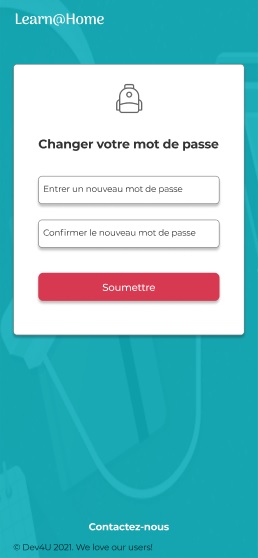 Learn@Home
Changer votre mot de passe
Entrer un nouveau mot de passe
Confirmer le nouveau mot de passe
Soumettre
Contactez-nous
© Dev4U 2021. We love our users!